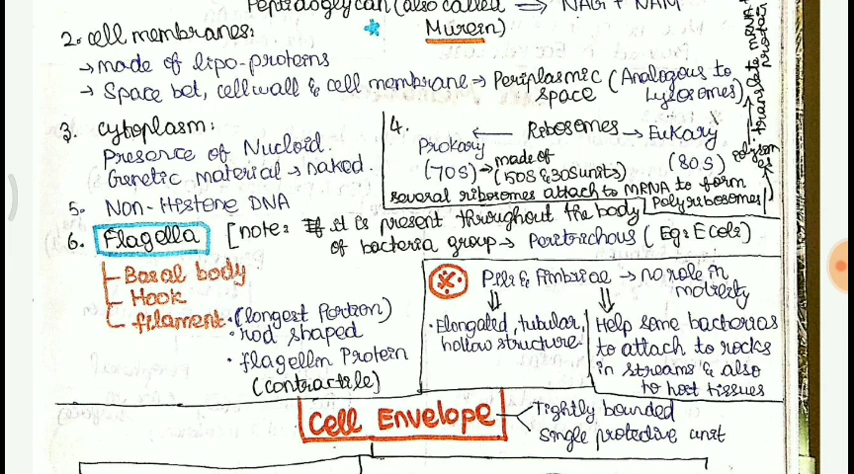 Peptidoglycan (also called ⇒ NAG + NAM
Murein)
2. cell membranes:
→ made of lipo-proteins
→ Space bet, cellwall & cell membrane → Periplasmic (Analogous to
space Lylosomes)
3. cytoplasm:
Presence of Nucloid.
Genetic material → naked.
4.
Prokary ← Ribosomes → Eukary
(70S) → made of (80S)
(50S & 30S units)
several ribosomes attach to mRNA to form
Polyribosomes)
translate to mRNA
5. Non-Histone DNA
6. Flagella [note: It is present throughout the body
of bacteria group → Peritrichous (Eg: E Coli)
Basal body
Hook
filament • (longest Portion)
• rod shaped
• flagellin Protein
(contractile)
* Pili & Fimbriae → no role in
motility
• Elongated, tubular,
hollow structure
Help some bacterias
to attach to rocks
in streams & also
to host tissues
Cell Envelope
Tightly bounded
single protective unit